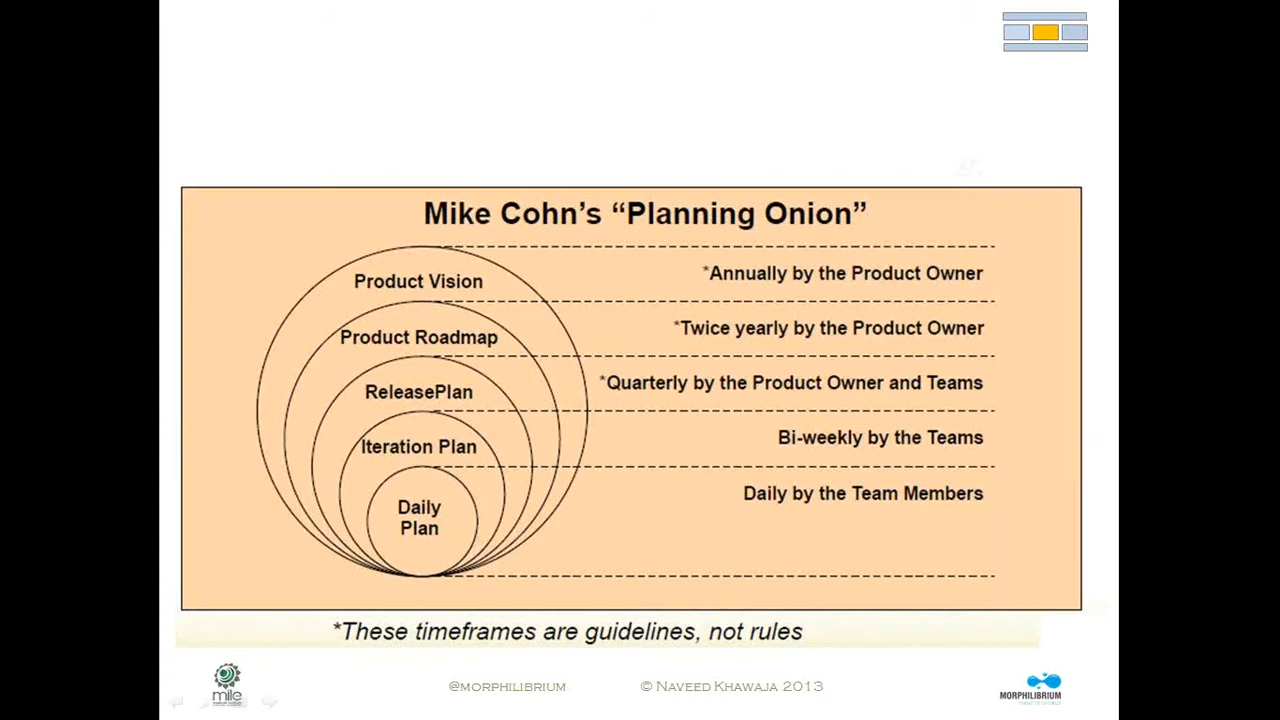 Mike Cohn's “Planning Onion”
Product Vision
*Annually by the Product Owner
Product Roadmap
*Twice yearly by the Product Owner
ReleasePlan
*Quarterly by the Product Owner and Teams
Iteration Plan
Bi-weekly by the Teams
Daily
Plan
Daily by the Team Members
*These timeframes are guidelines, not rules
mile
@morphilibrium
© Naveed Khawaja 2013
MORPHILIBRIUM